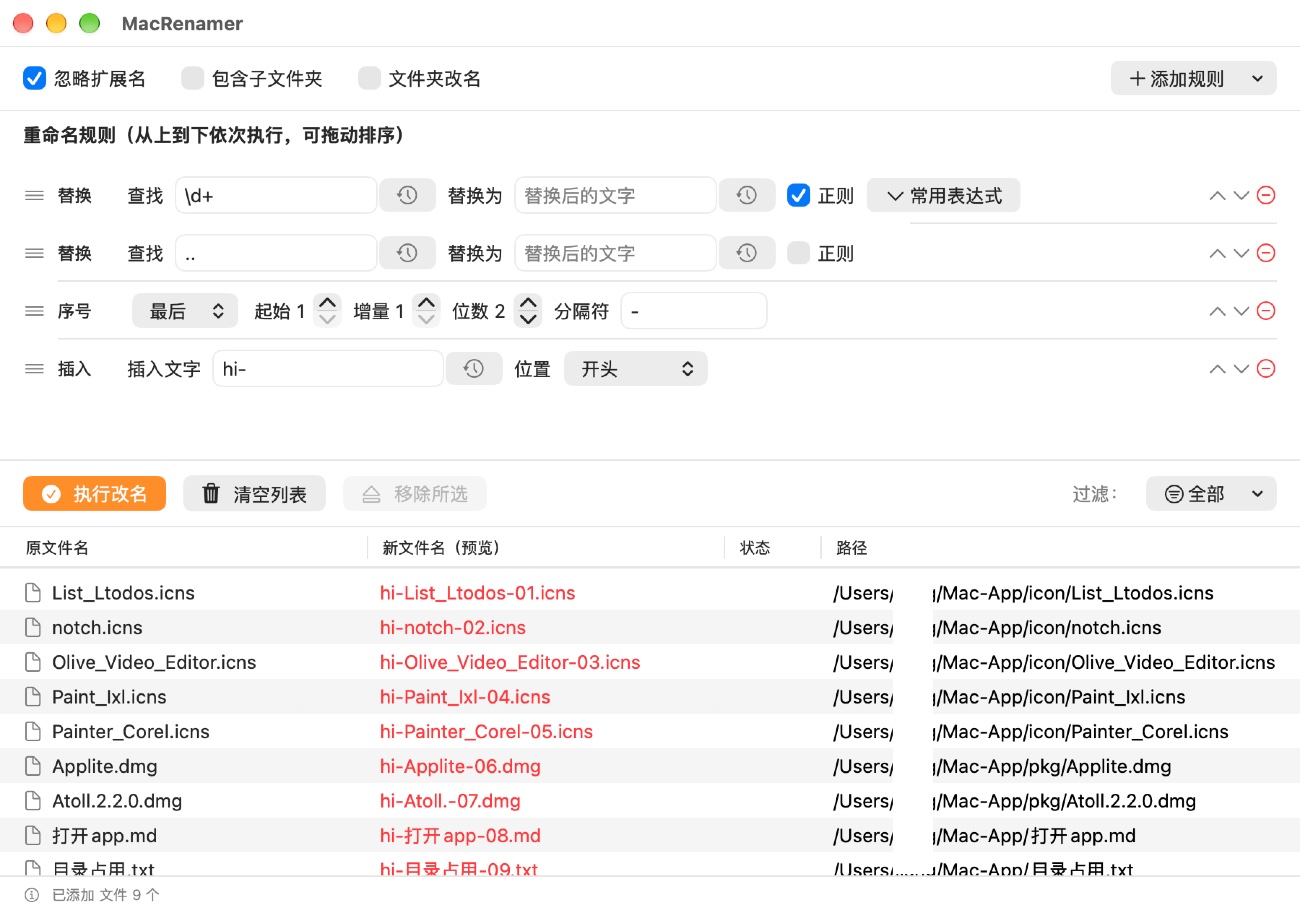 MacRenamer
忽略扩展名 包含子文件夹 文件夹改名 添加规则
重命名规则（从上到下依次执行，可拖动排序）
替换 查找 \d+ 替换为 替换后的文字 正则 常用表达式
替换 查找 .. 替换为 替换后的文字 正则
序号 最后 起始 1 增量 1 位数 2 分隔符 -
插入 插入文字 hi- 位置 开头
执行改名 清空列表 移除所选 过滤： 全部
原文件名 新文件名（预览） 状态 路径
List_Ltodos.icns hi-List_Ltodos-01.icns /Users/ /Mac-App/icon/List_Ltodos.icns
notch.icns hi-notch-02.icns /Users/ /Mac-App/icon/notch.icns
Olive_Video_Editor.icns hi-Olive_Video_Editor-03.icns /Users/ /Mac-App/icon/Olive_Video_Editor.icns
Paint_Ixl.icns hi-Paint_Ixl-04.icns /Users/ /Mac-App/icon/Paint_Ixl.icns
Painter_Corel.icns hi-Painter_Corel-05.icns /Users/ /Mac-App/icon/Painter_Corel.icns
Applite.dmg hi-Applite-06.dmg /Users/ /Mac-App/pkg/Applite.dmg
Atoll.2.2.0.dmg hi-Atoll.-07.dmg /Users/ /Mac-App/pkg/Atoll.2.2.0.dmg
打开app.md hi-打开app-08.md /Users/ /Mac-App/打开app.md
目录占用.txt hi-目录占用-09.txt /Users/ /Mac-App/目录占用.txt
已添加 文件 9 个